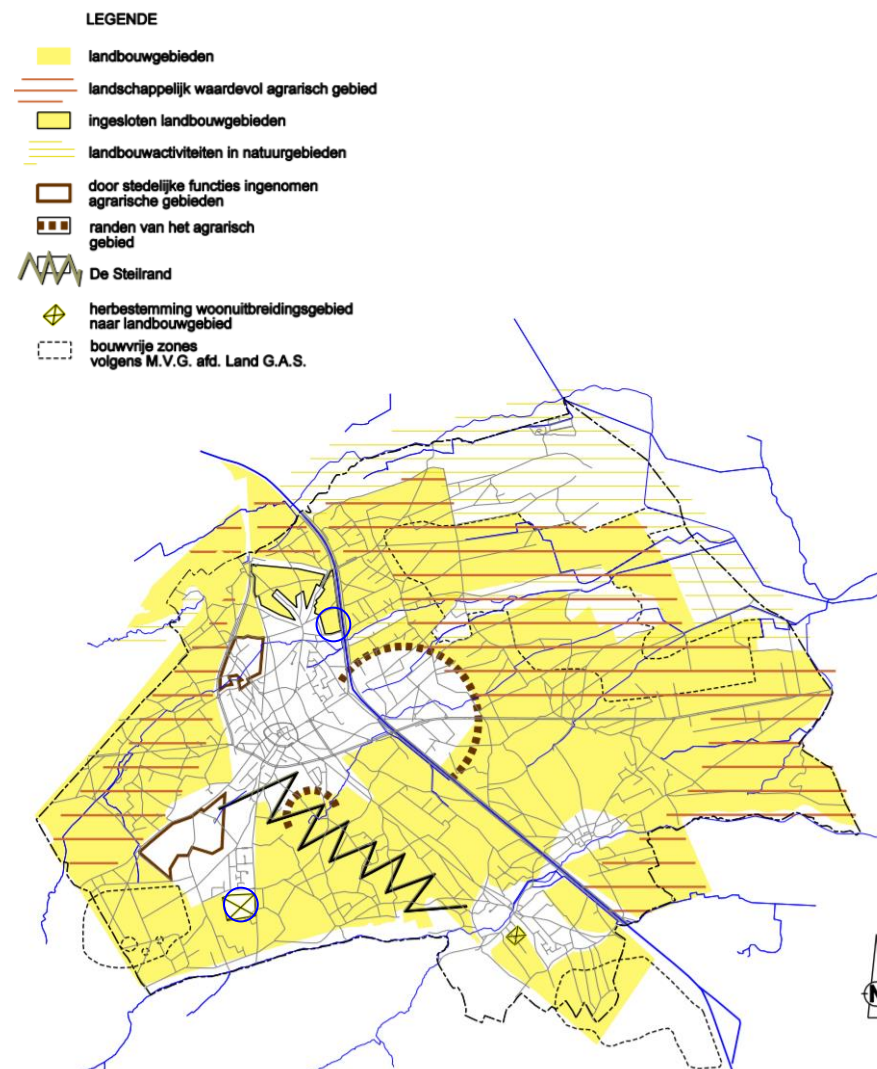 LEGENDE
landbouwgebieden
landschappelijk waardevol agrarisch gebied
ingesloten landbouwgebieden
landbouwactiviteiten in natuurgebieden
door stedelijke functies ingenomen
agrarische gebieden
randen van het agrarisch
gebied
De Steilrand
herbestemming woonuitbreidingsgebied
naar landbouwgebied
bouwvrije zones
volgens M.V.G. afd. Land G.A.S.
N